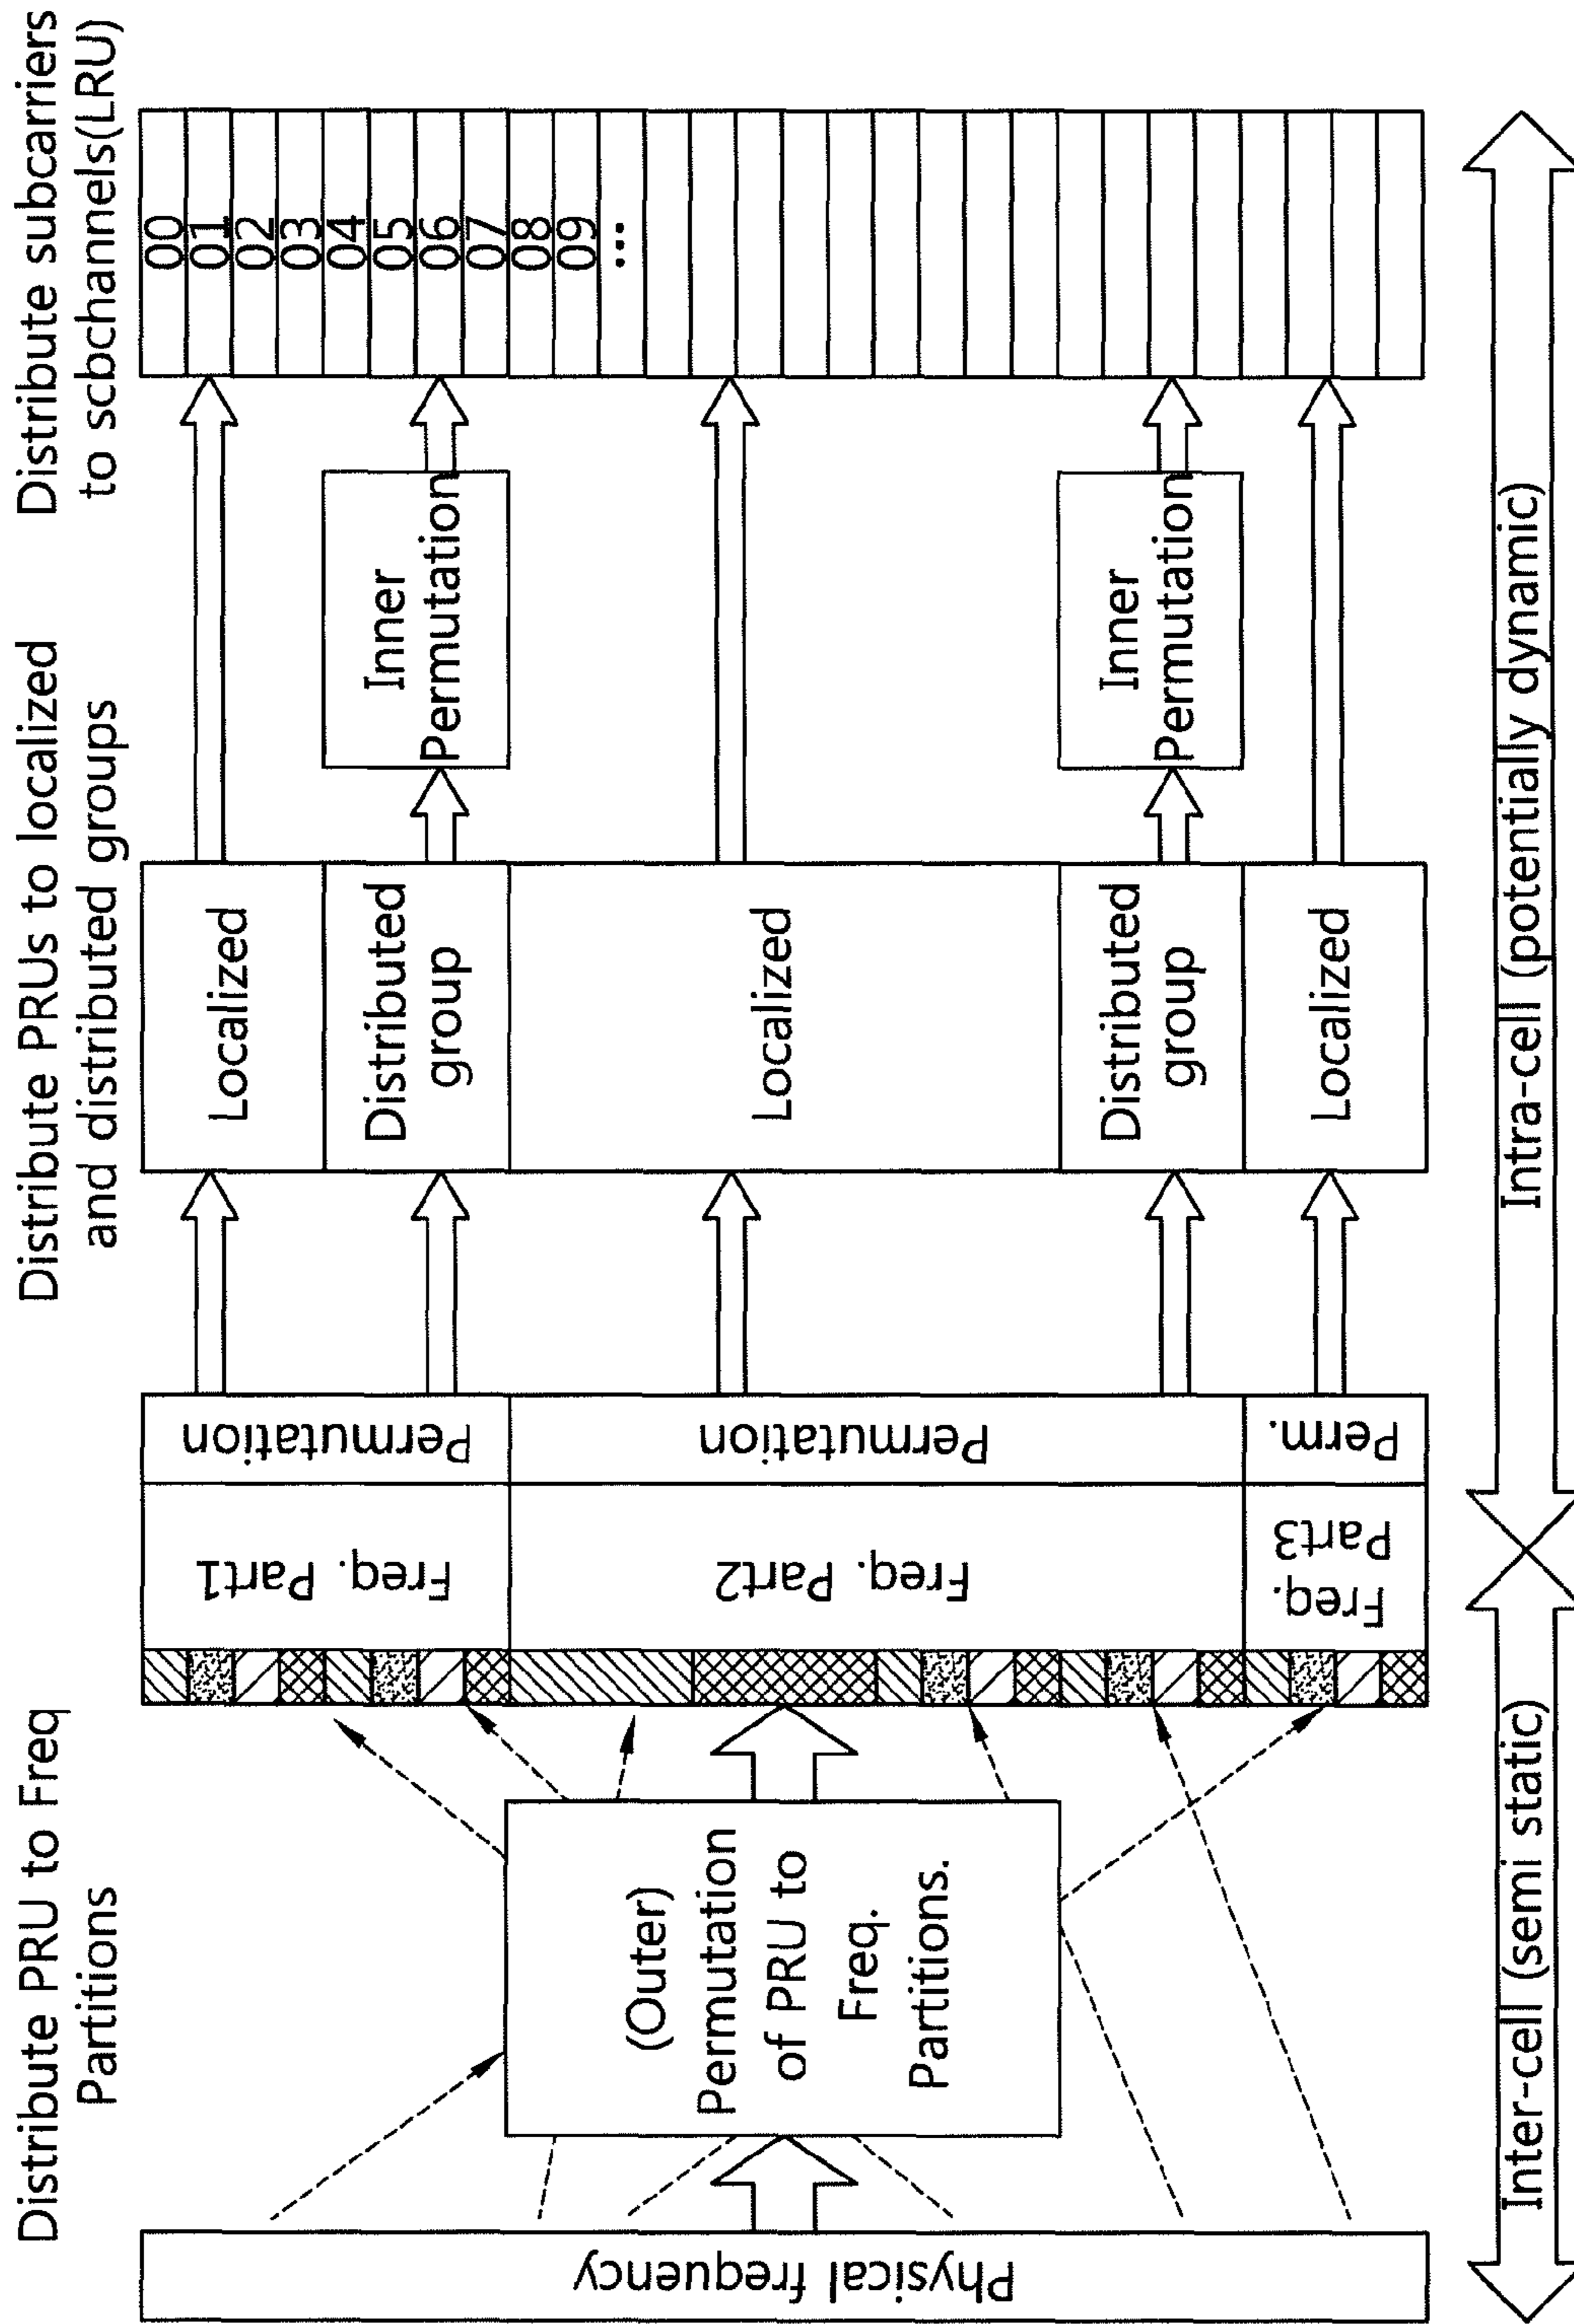 Distribute PRU to Freq
Partitions
Distribute PRUs to localized
and distributed groups
Distribute subcarriers
to scbchannels(LRU)
Physical frequency
(Outer)
Permutation
of PRU to
Freq.
Partitions.
Freq. Part1
Freq. Part2
Freq.
Part3
Permutation
Permutation
Perm.
Localized
Distributed
group
Localized
Distributed
group
Localized
Inner
Permutation
Inner
Permutation
00
01
02
03
04
05
06
07
08
09
...
Inter-cell (semi static)
Intra-cell (potentially dynamic)